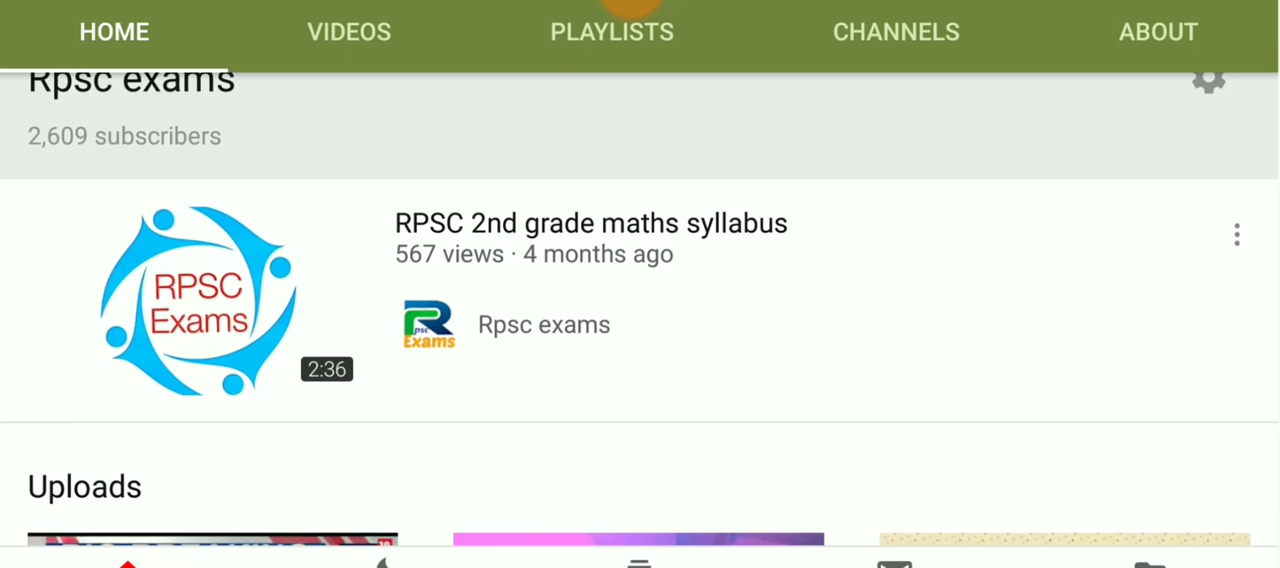 HOME VIDEOS PLAYLISTS CHANNELS ABOUT
Rpsc exams
2,609 subscribers
RPSC
Exams
2:36
RPSC 2nd grade maths syllabus
567 views · 4 months ago
R
psc
Exams
Rpsc exams
Uploads